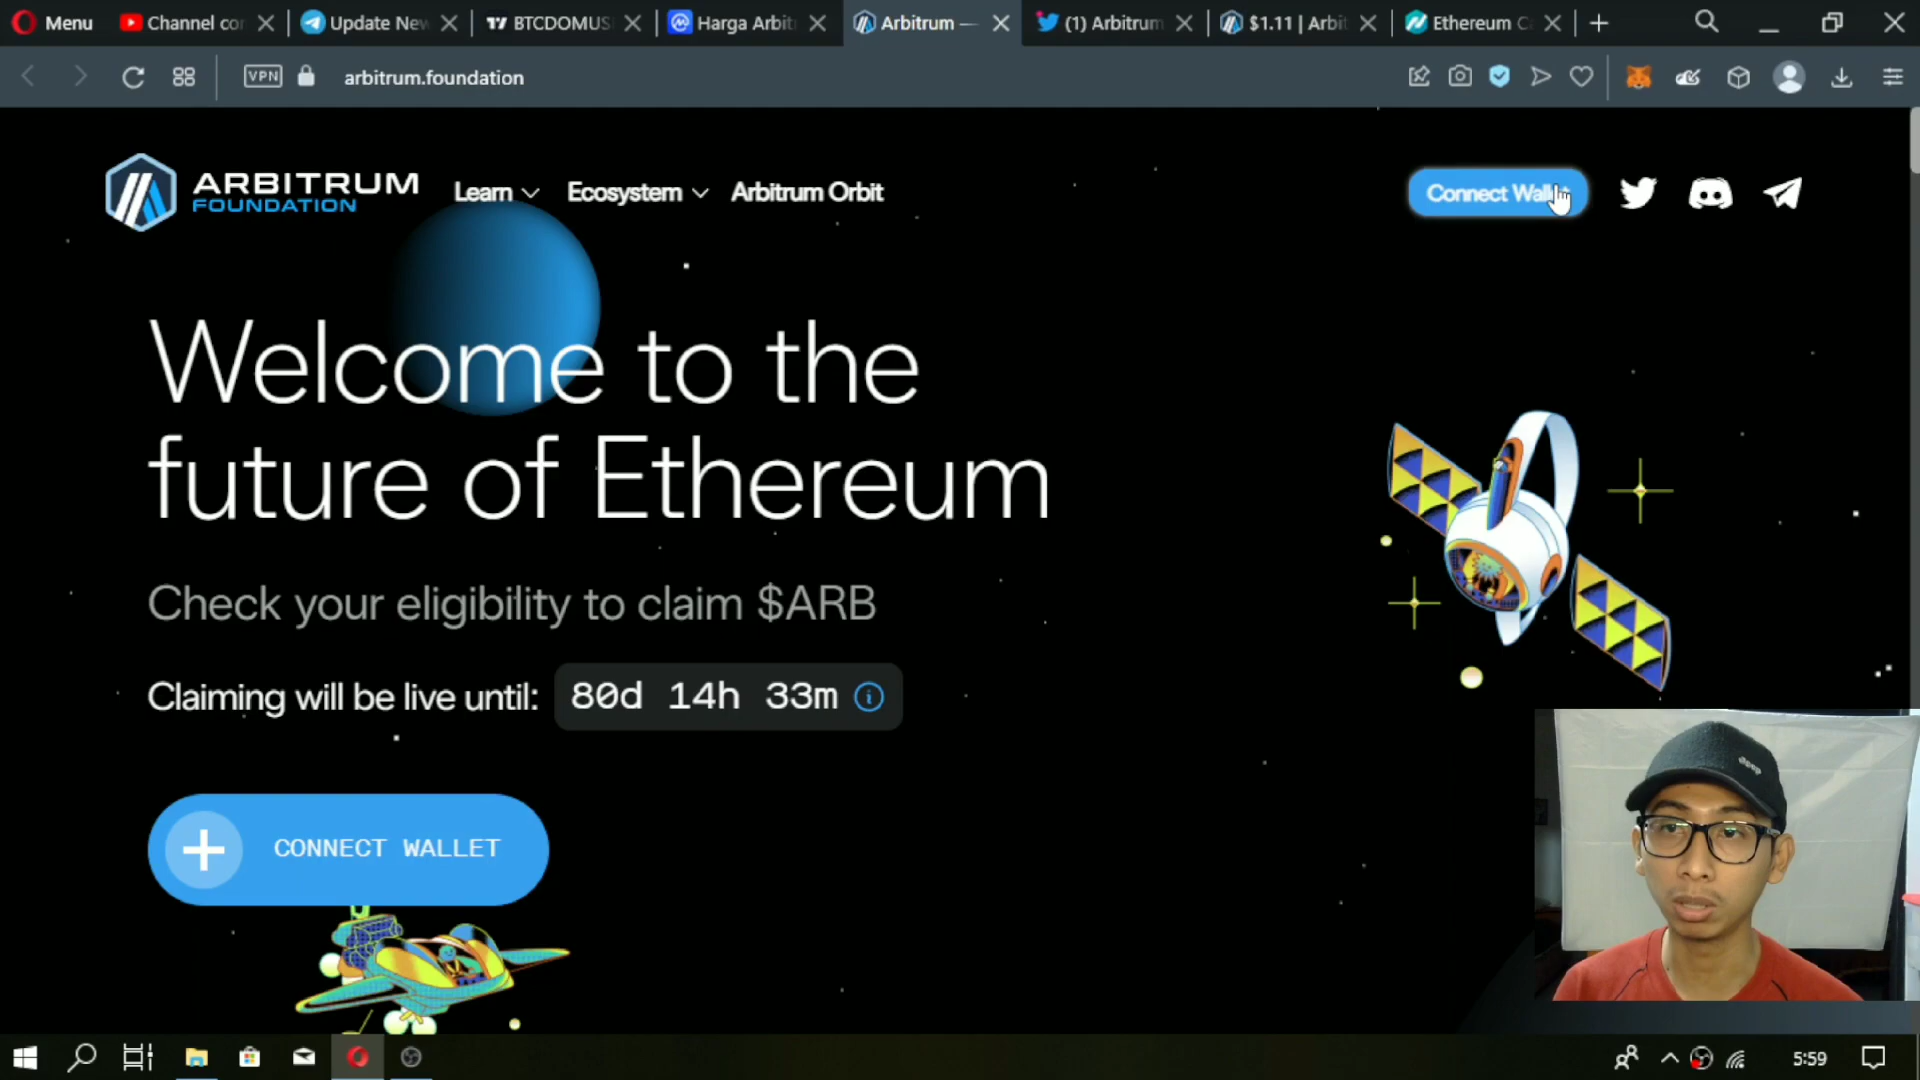 Menu
Channel cor
Update New
BTCDOMUS
Harga Arbit
Arbitrum —
(1) Arbitrum
$1.11 | Arbit
Ethereum C
VPN
arbitrum.foundation
ARBITRUM
FOUNDATION
Learn
Ecosystem
Arbitrum Orbit
Connect Wallet
Welcome to the
future of Ethereum
Check your eligibility to claim $ARB
Claiming will be live until:
80d 14h 33m
CONNECT WALLET
5:59